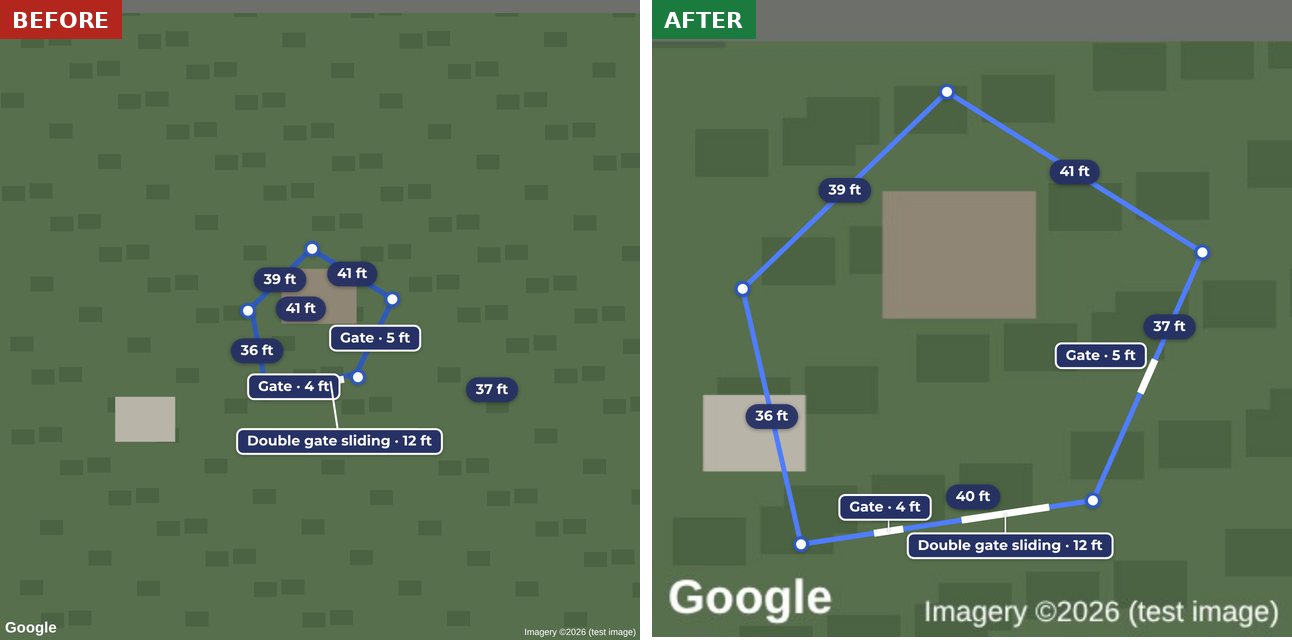 BEFORE
39 ft
41 ft
41 ft
Gate · 5 ft
36 ft
Gate · 4 ft
37 ft
Double gate sliding · 12 ft
Google
Imagery ©2026 (test image)
AFTER
41 ft
39 ft
37 ft
Gate · 5 ft
36 ft
40 ft
Gate · 4 ft
Double gate sliding · 12 ft
Google
Imagery ©2026 (test image)